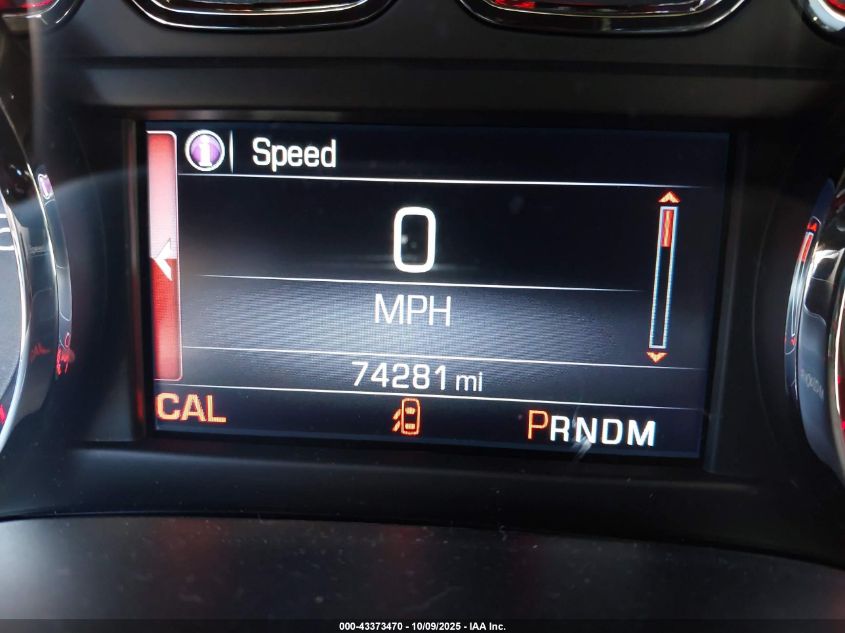 Speed
0
MPH
74281 mi
CAL
PRNDM
000-43373470 - 10/09/2025 - IAA Inc.